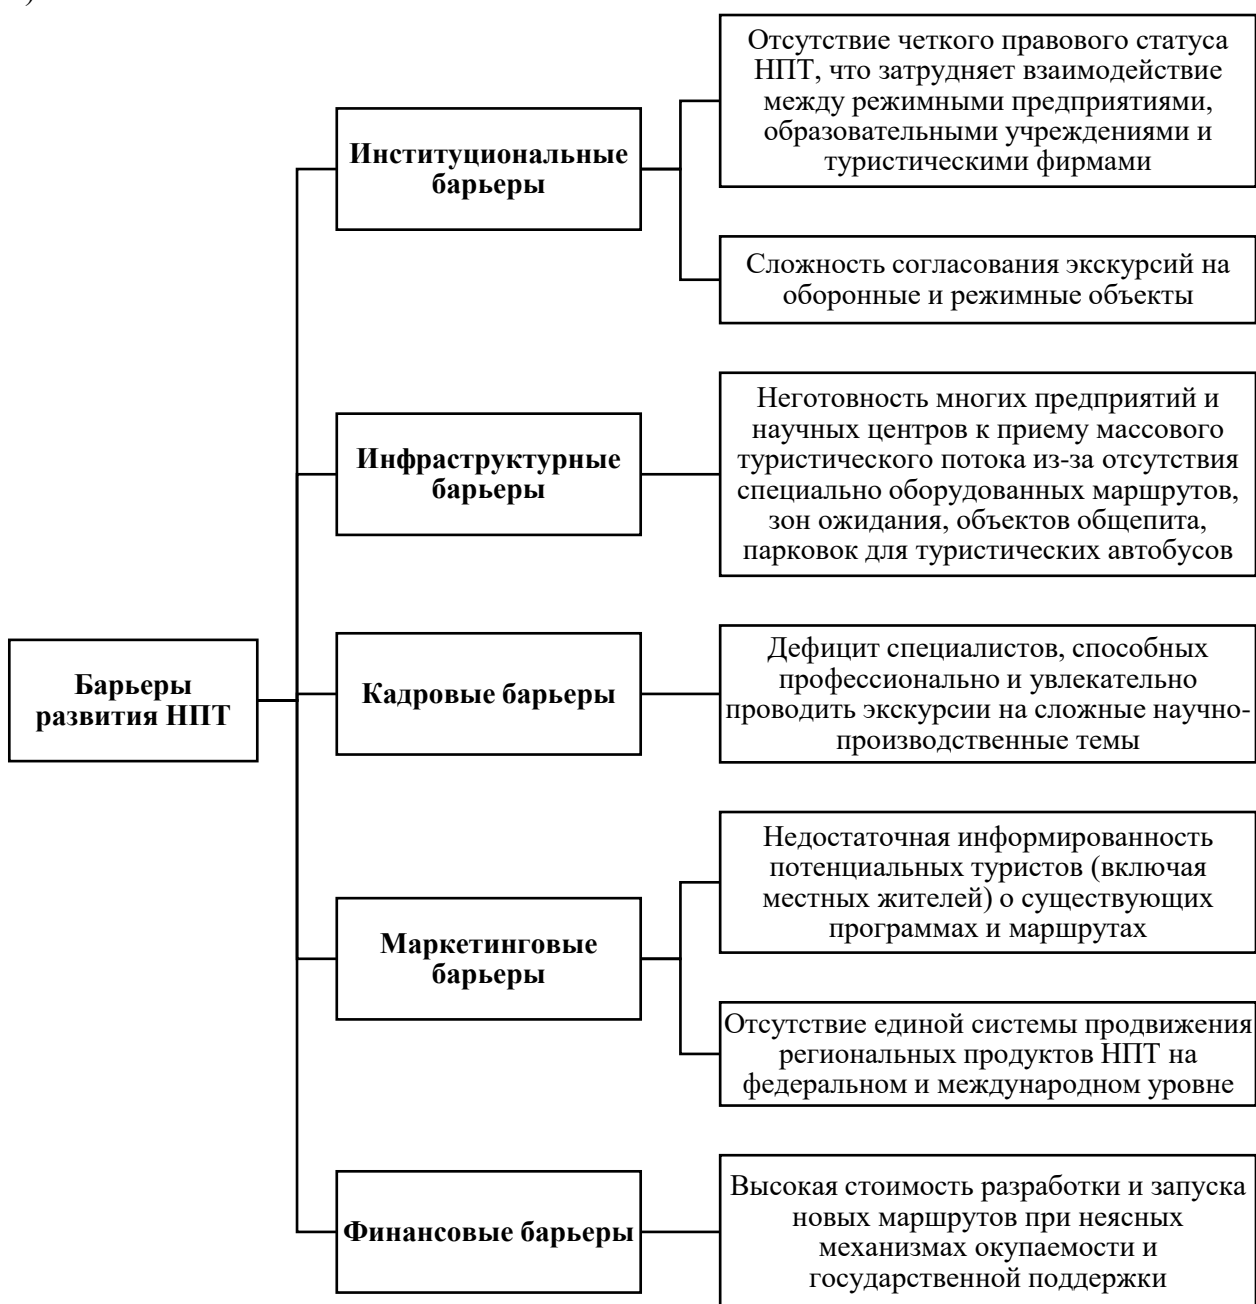 Барьеры
развития НПТ
Институциональные
барьеры
Отсутствие четкого правового статуса
НПТ, что затрудняет взаимодействие
между режимными предприятиями,
образовательными учреждениями и
туристическими фирмами
Сложность согласования экскурсий на
оборонные и режимные объекты
Инфраструктурные
барьеры
Неготовность многих предприятий и
научных центров к приему массового
туристического потока из-за отсутствия
специально оборудованных маршрутов,
зон ожидания, объектов общепита,
парковок для туристических автобусов
Кадровые барьеры
Дефицит специалистов, способных
профессионально и увлекательно
проводить экскурсии на сложные научно-
производственные темы
Маркетинговые
барьеры
Недостаточная информированность
потенциальных туристов (включая
местных жителей) о существующих
программах и маршрутах
Отсутствие единой системы продвижения
региональных продуктов НПТ на
федеральном и международном уровне
Финансовые барьеры
Высокая стоимость разработки и запуска
новых маршрутов при неясных
механизмах окупаемости и
государственной поддержки